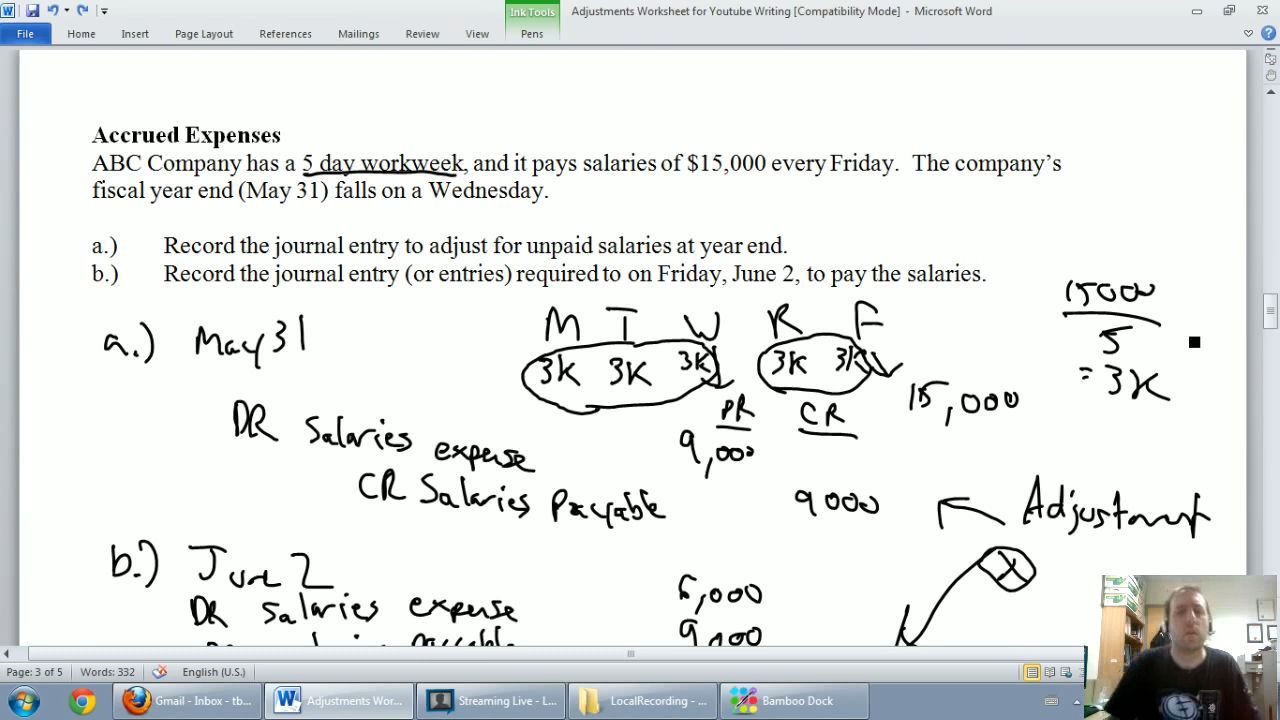 Ink Tools
Adjustments Worksheet for Youtube Writing [Compatibility Mode] - Microsoft Word
File Home Insert Page Layout References Mailings Review View Pens
Accrued Expenses
ABC Company has a 5 day workweek, and it pays salaries of $15,000 every Friday. The company's
fiscal year end (May 31) falls on a Wednesday.
a.) Record the journal entry to adjust for unpaid salaries at year end.
b.) Record the journal entry (or entries) required to on Friday, June 2, to pay the salaries.
15000
M T W R F
a.) May 31
5
3K 3K 3K 3K 3K
= 3K
15,000
DR CR
DR Salaries expense 9,000
CR Salaries Payable 9000
Adjustment
b.) June 2
X
DR Salaries expense 6,000
payable 9,000
Page: 3 of 5 Words: 332 English (U.S.)
Gmail - Inbox - tb... Adjustments Wor... Streaming Live - L... LocalRecording - ... Bamboo Dock